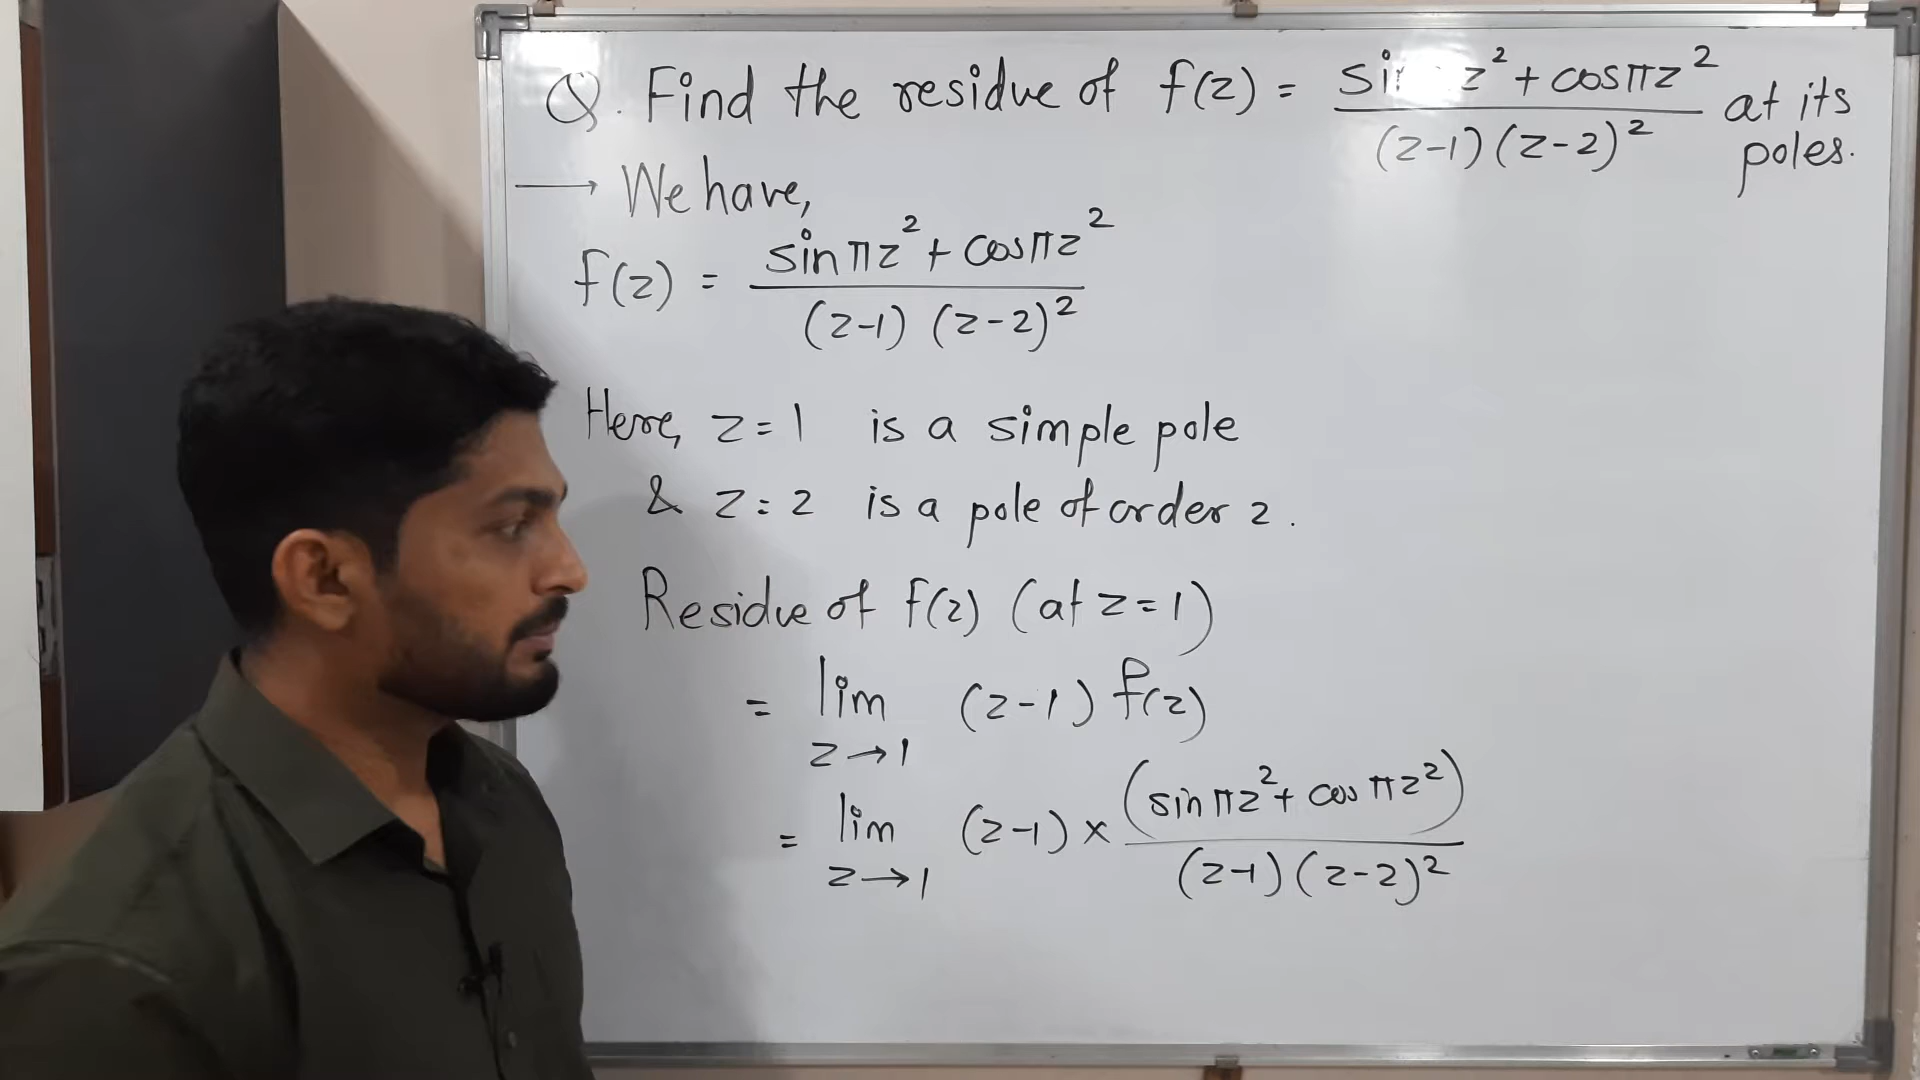 Q. Find the residue of f(z) = (z² + cosπz²) / ((z-1)(z-2)²) at its poles.
→ We have,
f(z) = (sinπz² + cosπz²) / ((z-1)(z-2)²)
Here, z=1 is a simple pole
& z=2 is a pole of order 2.
Residue of f(z) (at z=1)
= lim z→1 (z-1) f(z)
= lim z→1 (z-1) × (sinπz² + cosπz²) / ((z-1)(z-2)²)